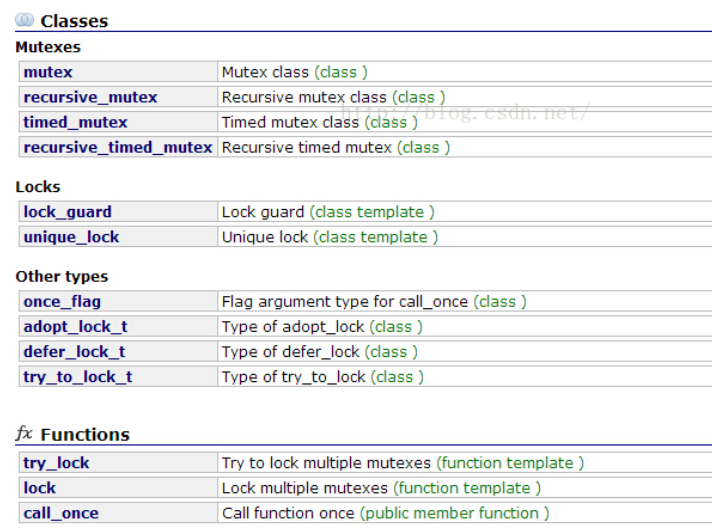 Classes
Mutexes
mutex Mutex class (class )
recursive_mutex Recursive mutex class (class )
http://blog.csdn.net/
timed_mutex Timed mutex class (class )
recursive_timed_mutex Recursive timed mutex (class )
Locks
lock_guard Lock guard (class template )
unique_lock Unique lock (class template )
Other types
once_flag Flag argument type for call_once (class )
adopt_lock_t Type of adopt_lock (class )
defer_lock_t Type of defer_lock (class )
try_to_lock_t Type of try_to_lock (class )
fx Functions
try_lock Try to lock multiple mutexes (function template )
lock Lock multiple mutexes (function template )
call_once Call function once (public member function )